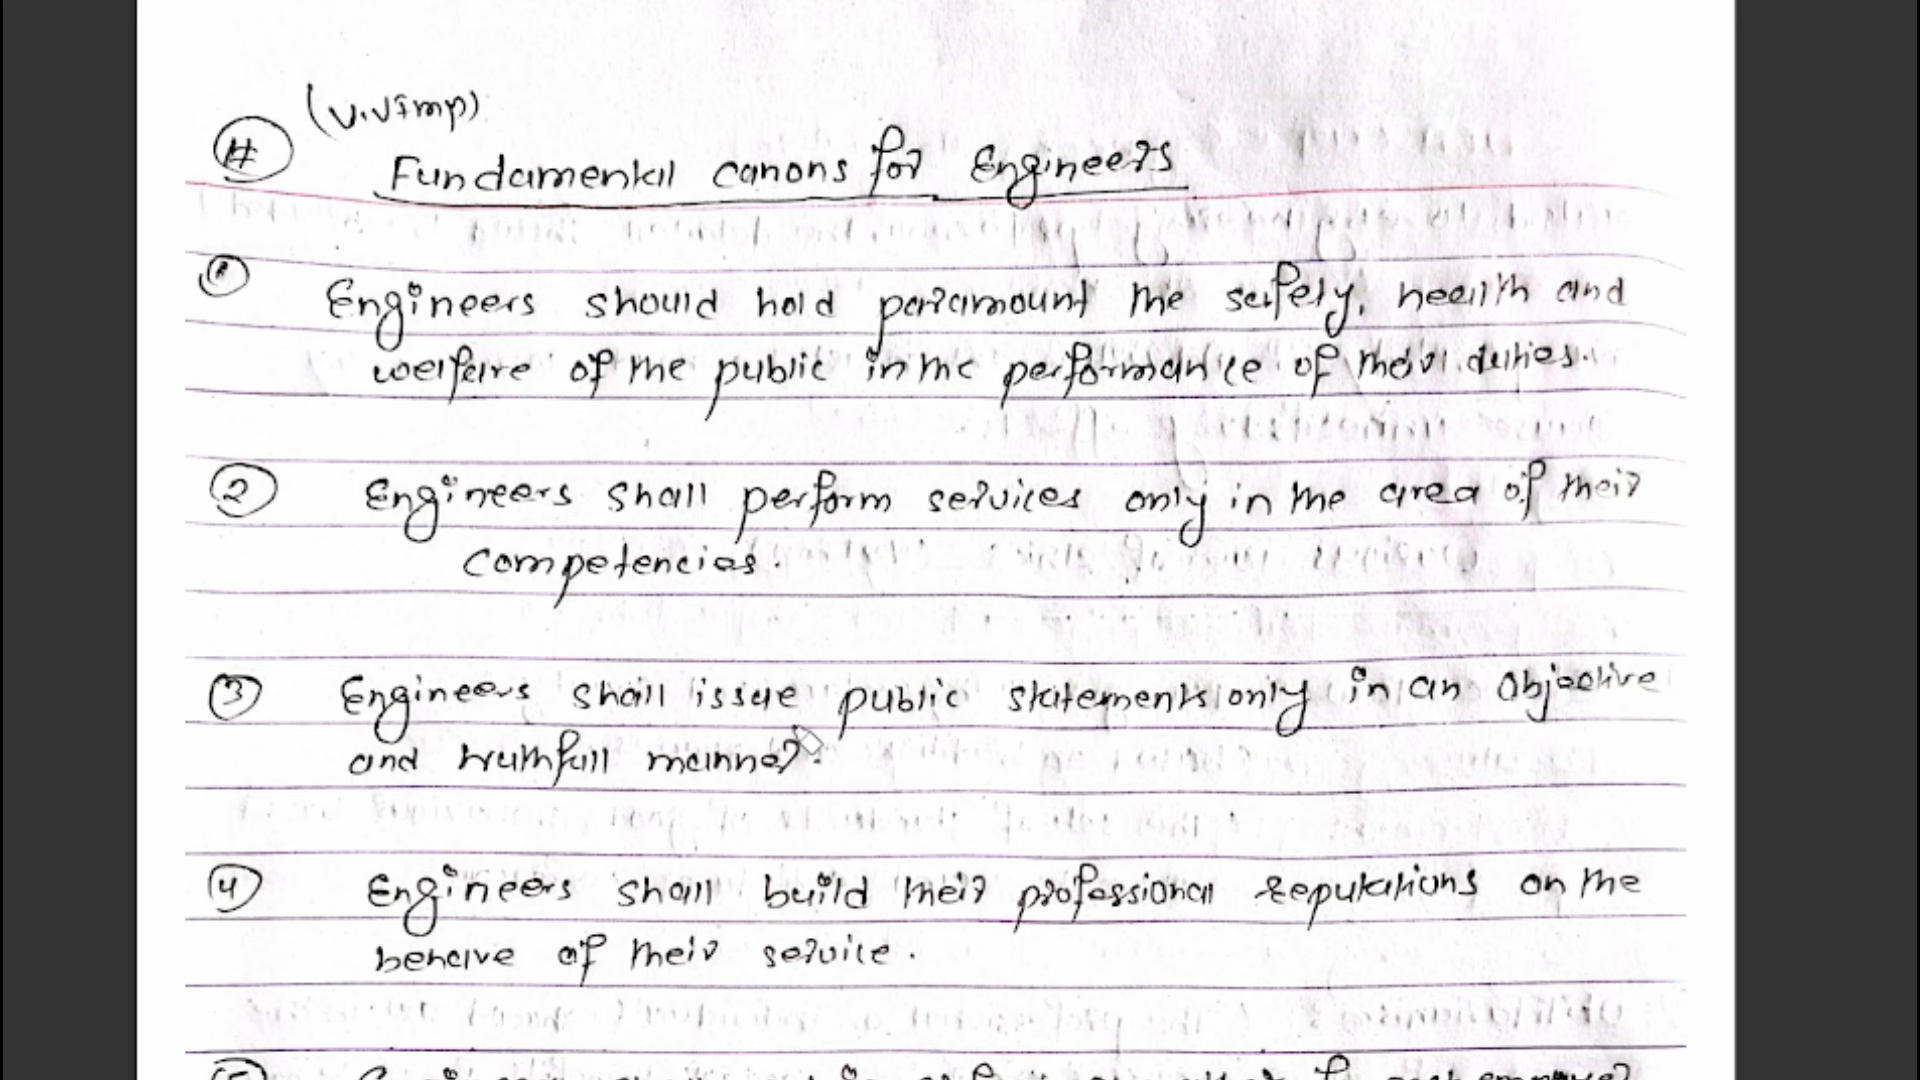 (V.V imp)
# Fundamental canons for Engineers
① Engineers should hold paramount the safety, health and
welfare of the public in the performance of their duties.
② Engineers shall perform services only in the area of their
competencies.
③ Engineers shall issue public statements only in an objective
and truthfull manner.
④ Engineers shall build their professional reputations on the
of their service.
⑤